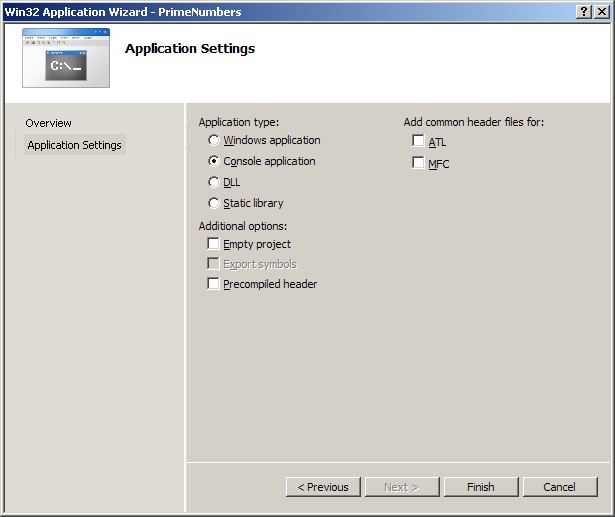 Win32 Application Wizard - PrimeNumbers
Application Settings
C:\_
Overview
Application Settings
Application type:
Windows application
Console application
DLL
Static library
Additional options:
Empty project
Export symbols
Precompiled header
Add common header files for:
ATL
MFC
< Previous
Next >
Finish
Cancel